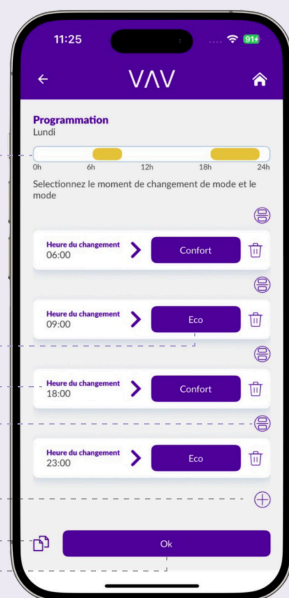 11:25
91
VAV
Programmation
Lundi
0h 6h 12h 18h 24h
Selectionnez le moment de changement de mode et le
mode
Heure du changement
06:00
Confort
Heure du changement
09:00
Eco
Heure du changement
18:00
Confort
Heure du changement
23:00
Eco
Ok